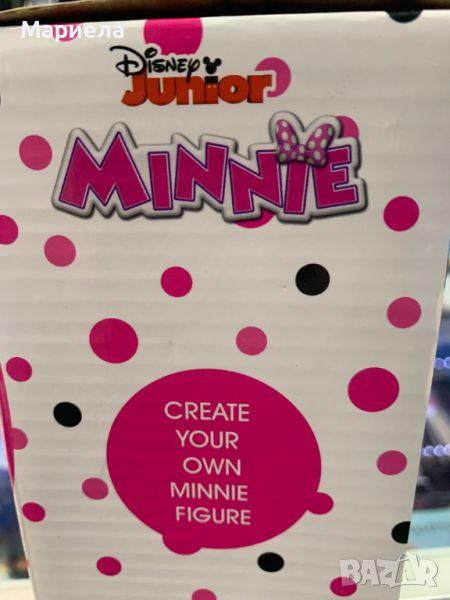 Мариела
Disney
Junior
MINNIE
CREATE
YOUR
OWN
MINNIE
FIGURE
BAZAR